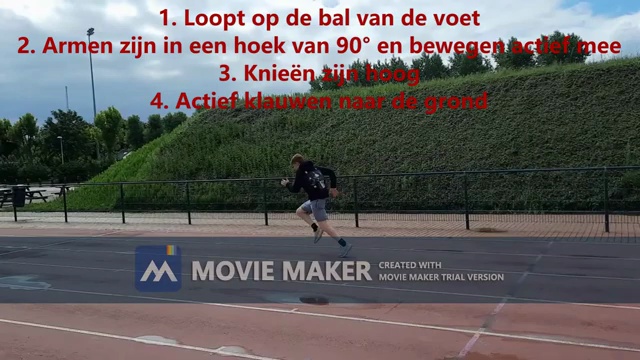 1. Loopt op de bal van de voet
2. Armen zijn in een hoek van 90° en bewegen actief mee
3. Knieën zijn hoog
4. Actief klauwen naar de grond
MOVIE MAKER
CREATED WITH
MOVIE MAKER TRIAL VERSION